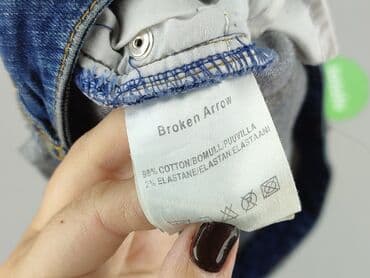 Broken Arrow
98% COTTON/BOMULL/PUUVILLA
2% ELASTANE/ELASTAN/ELASTAANI